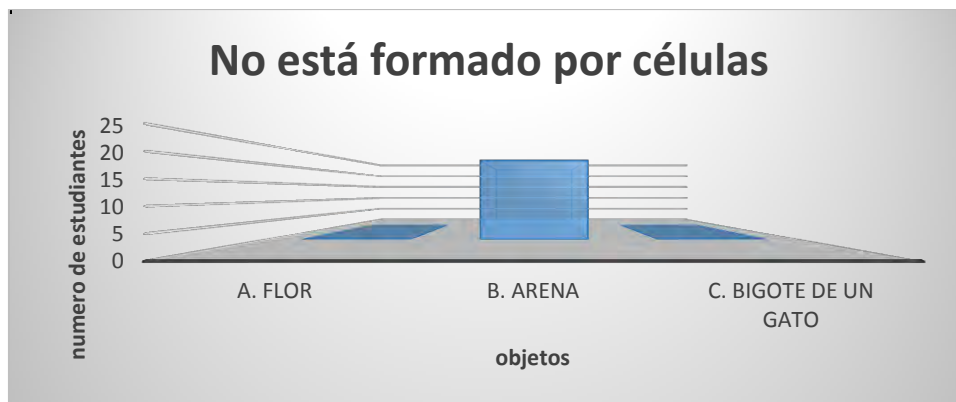 No está formado por células
25
20
15
10
5
0
numero de estudiantes
A. FLOR
B. ARENA
C. BIGOTE DE UN
GATO
objetos